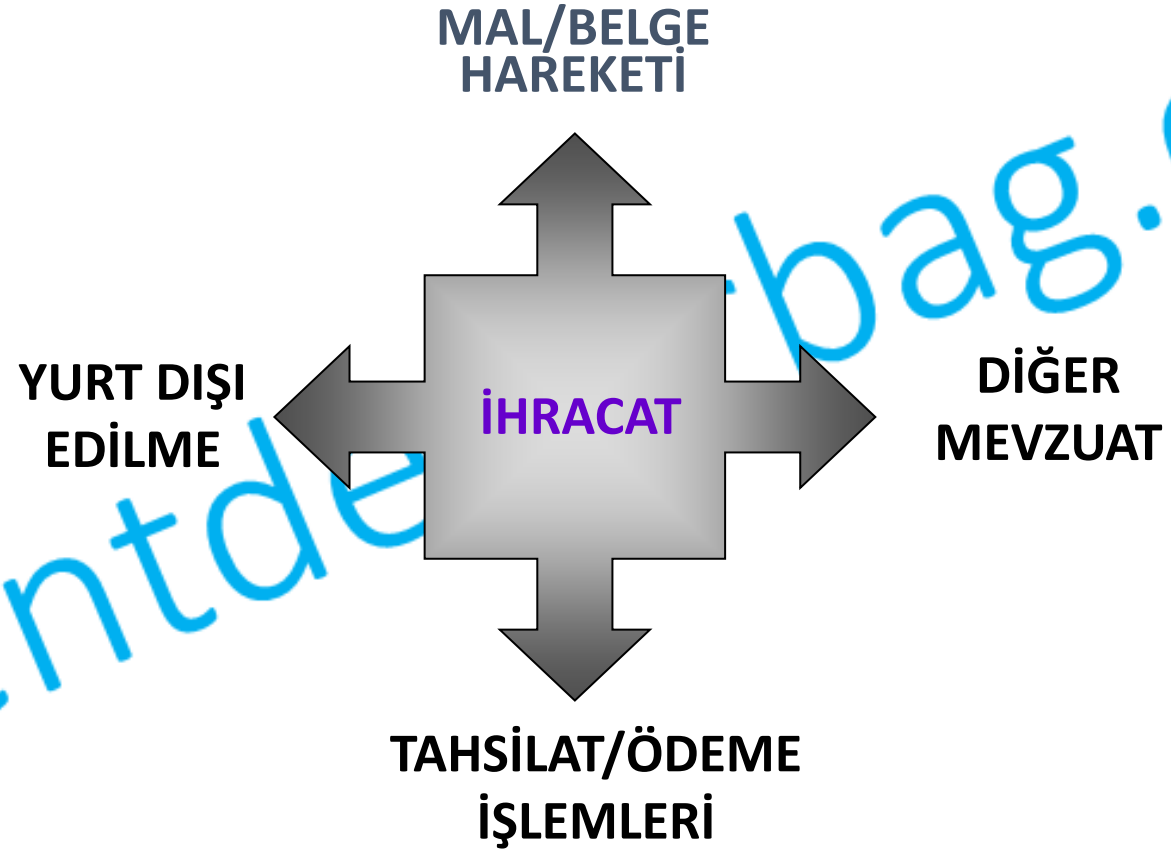 MAL/BELGE
HAREKETİ
YURT DIŞI
EDİLME
İHRACAT
DİĞER
MEVZUAT
TAHSİLAT/ÖDEME
İŞLEMLERİ